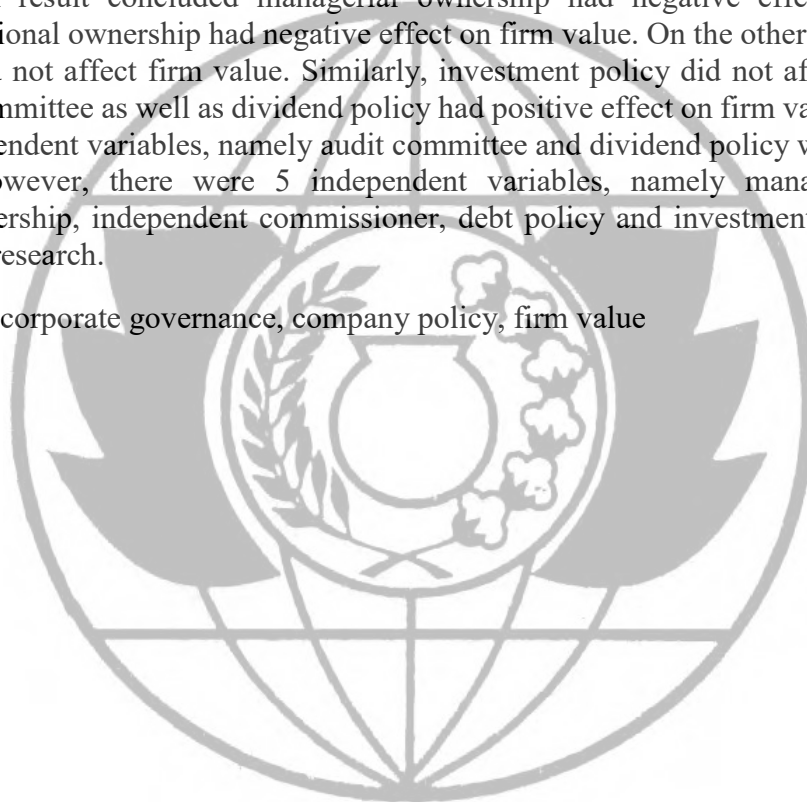 result concluded managerial ownership had negative effec
ional ownership had negative effect on firm value. On the other
not affect firm value. Similarly, investment policy did not af
mmittee as well as dividend policy had positive effect on firm va
endent variables, namely audit committee and dividend policy w
owever, there were 5 independent variables, namely mana
ership, independent commissioner, debt policy and investment
research.
corporate governance, company policy, firm value